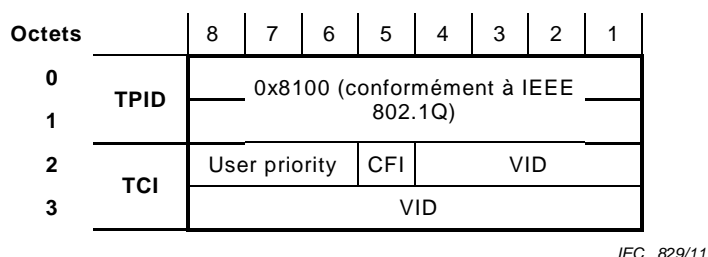 Octets 8 7 6 5 4 3 2 1
0
TPID
0x8100 (conformément à IEEE
802.1Q)
1
2 User priority CFI VID
TCI
3 VID
IEC 829/11